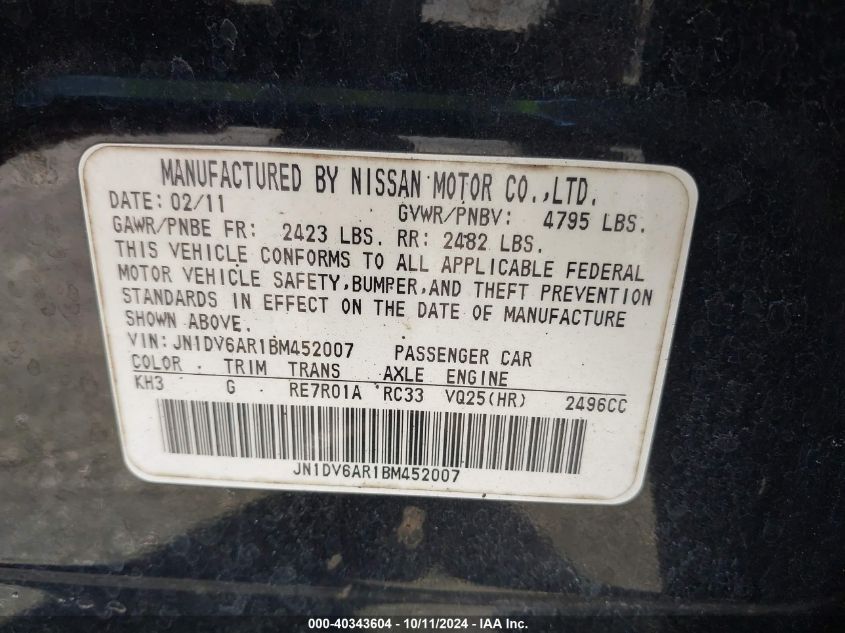 MANUFACTURED BY NISSAN MOTOR CO.,LTD.
DATE: 02/11 GVWR/PNBV: 4795 LBS.
GAWR/PNBE FR: 2423 LBS. RR: 2482 LBS.
THIS VEHICLE CONFORMS TO ALL APPLICABLE FEDERAL
MOTOR VEHICLE SAFETY,BUMPER,AND THEFT PREVENTION
STANDARDS IN EFFECT ON THE DATE OF MANUFACTURE
SHOWN ABOVE.
VIN:JN1DV6AR1BM452007 PASSENGER CAR
COLOR TRIM TRANS AXLE ENGINE
KH3 G RE7R01A RC33 VQ25(HR) 2496CC
JN1DV6AR1BM452007
000-40343604 - 10/11/2024 - IAA Inc.